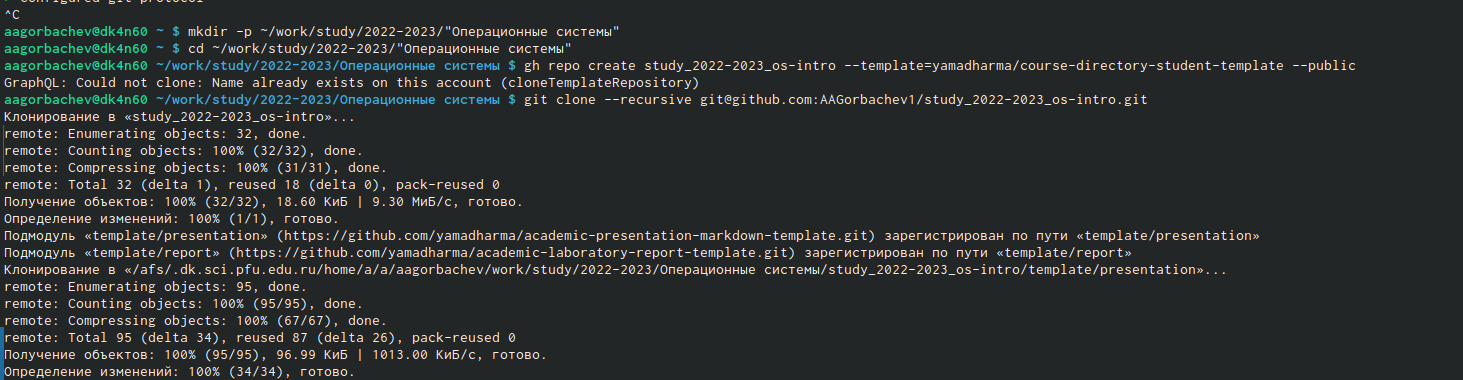 configured git protocol
^C
aagorbachev@dk4n60 ~ $ mkdir -p ~/work/study/2022-2023/"Операционные системы"
aagorbachev@dk4n60 ~ $ cd ~/work/study/2022-2023/"Операционные системы"
aagorbachev@dk4n60 ~/work/study/2022-2023/Операционные системы $ gh repo create study_2022-2023_os-intro --template=yamadharma/course-directory-student-template --public
GraphQL: Could not clone: Name already exists on this account (cloneTemplateRepository)
aagorbachev@dk4n60 ~/work/study/2022-2023/Операционные системы $ git clone --recursive git@github.com:AAGorbachev1/study_2022-2023_os-intro.git
Клонирование в «study_2022-2023_os-intro»...
remote: Enumerating objects: 32, done.
remote: Counting objects: 100% (32/32), done.
remote: Compressing objects: 100% (31/31), done.
remote: Total 32 (delta 1), reused 18 (delta 0), pack-reused 0
Получение объектов: 100% (32/32), 18.60 КиБ | 9.30 МиБ/с, готово.
Определение изменений: 100% (1/1), готово.
Подмодуль «template/presentation» (https://github.com/yamadharma/academic-presentation-markdown-template.git) зарегистрирован по пути «template/presentation»
Подмодуль «template/report» (https://github.com/yamadharma/academic-laboratory-report-template.git) зарегистрирован по пути «template/report»
Клонирование в «/afs/.dk.sci.pfu.edu.ru/home/a/a/aagorbachev/work/study/2022-2023/Операционные системы/study_2022-2023_os-intro/template/presentation»...
remote: Enumerating objects: 95, done.
remote: Counting objects: 100% (95/95), done.
remote: Compressing objects: 100% (67/67), done.
remote: Total 95 (delta 34), reused 87 (delta 26), pack-reused 0
Получение объектов: 100% (95/95), 96.99 КиБ | 1013.00 КиБ/с, готово.
Определение изменений: 100% (34/34), готово.